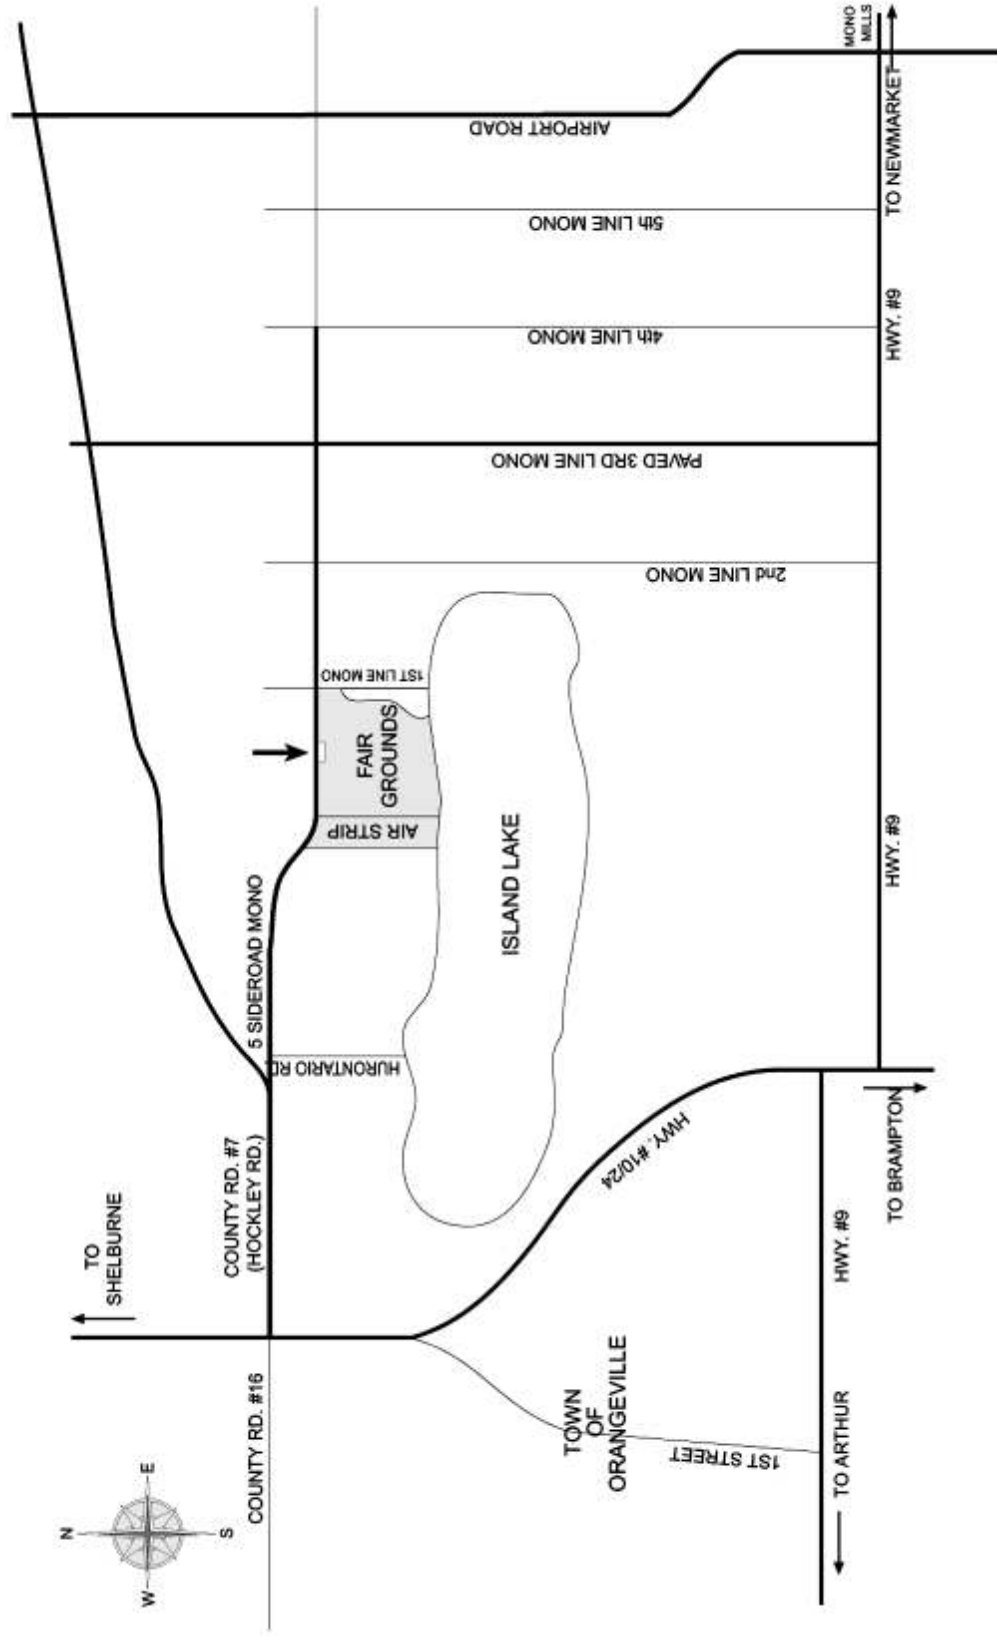 N
W
E
S
TO
SHELBURNE
COUNTY RD. #16
COUNTY RD. #7
(HOCKLEY RD.)
5 SIDEROAD MONO
HURONTARIO RD.
AIR STRIP
FAIR
GROUNDS
1ST LINE MONO
ISLAND LAKE
2nd LINE MONO
PAVED 3RD LINE MONO
4th LINE MONO
5th LINE MONO
AIRPORT ROAD
MONO
MILLS
TO NEWMARKET
HWY. #9
HWY. #9
HWY. #10/24
TO BRAMPTON
HWY. #9
TO ARTHUR
TOWN
OF
ORANGEVILLE
1ST STREET